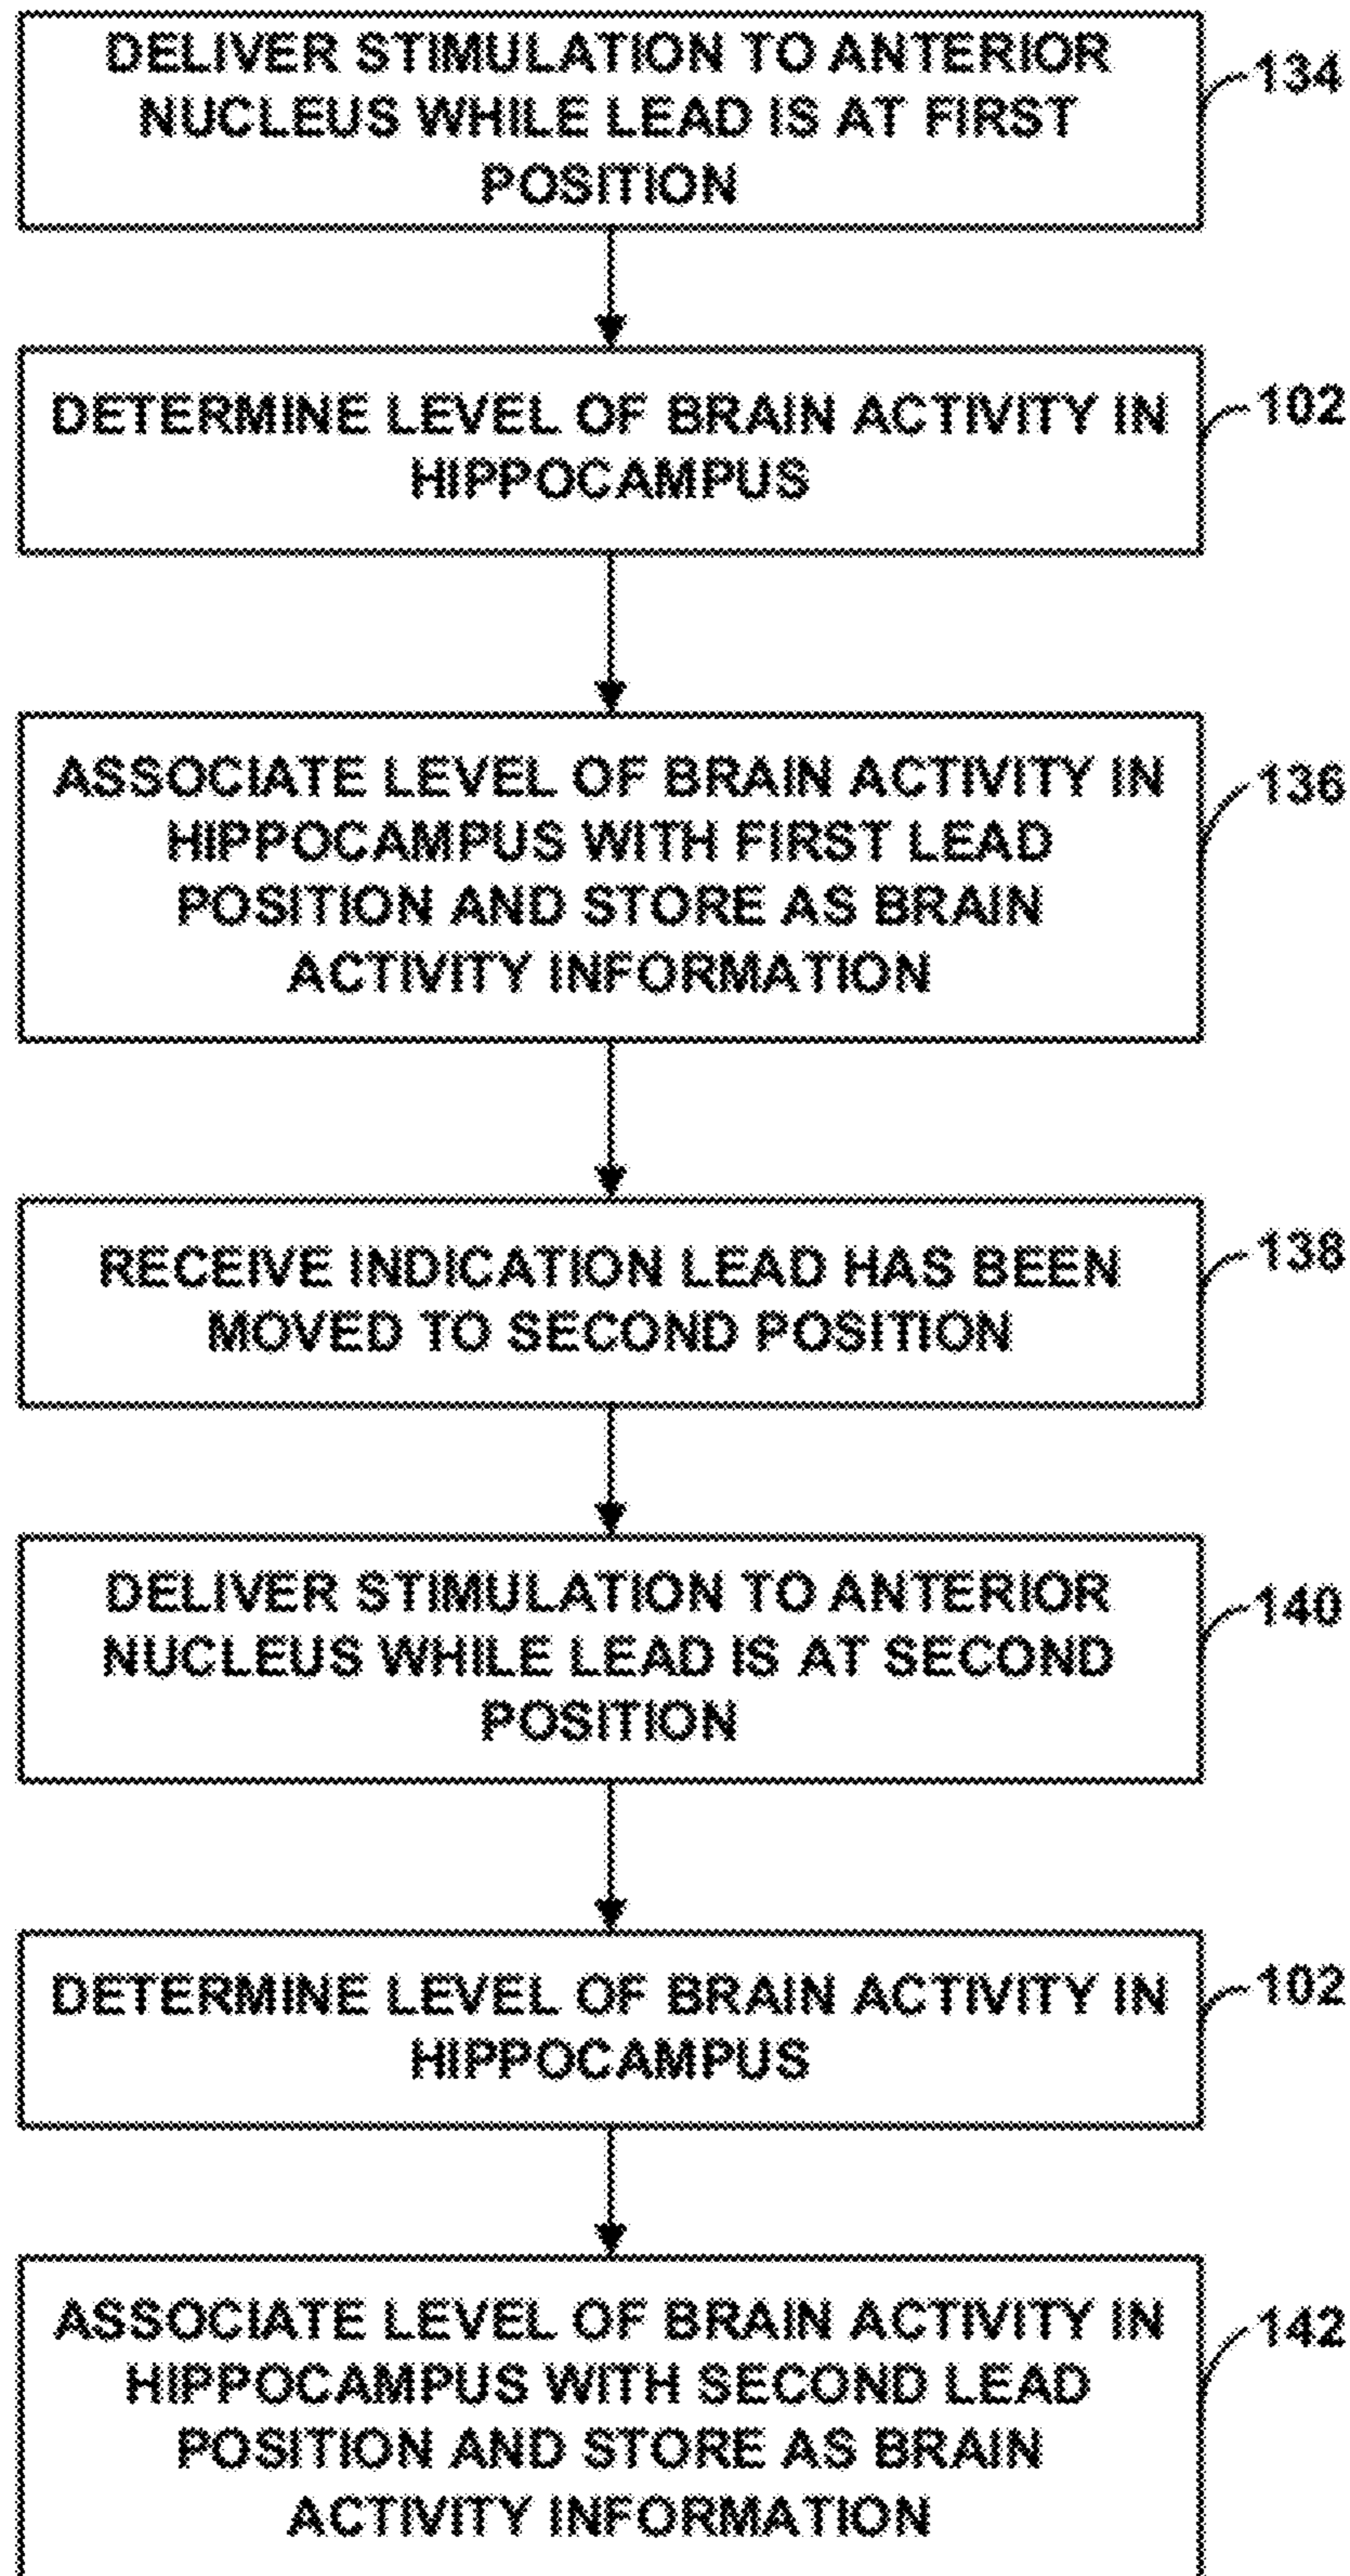 DELIVER STIMULATION TO ANTERIOR
NUCLEUS WHILE LEAD IS AT FIRST
POSITION
134
DETERMINE LEVEL OF BRAIN ACTIVITY IN
HIPPOCAMPUS
102
ASSOCIATE LEVEL OF BRAIN ACTIVITY IN
HIPPOCAMPUS WITH FIRST LEAD
POSITION AND STORE AS BRAIN
ACTIVITY INFORMATION
136
RECEIVE INDICATION LEAD HAS BEEN
MOVED TO SECOND POSITION
138
DELIVER STIMULATION TO ANTERIOR
NUCLEUS WHILE LEAD IS AT SECOND
POSITION
140
DETERMINE LEVEL OF BRAIN ACTIVITY IN
HIPPOCAMPUS
102
ASSOCIATE LEVEL OF BRAIN ACTIVITY IN
HIPPOCAMPUS WITH SECOND LEAD
POSITION AND STORE AS BRAIN
ACTIVITY INFORMATION
142